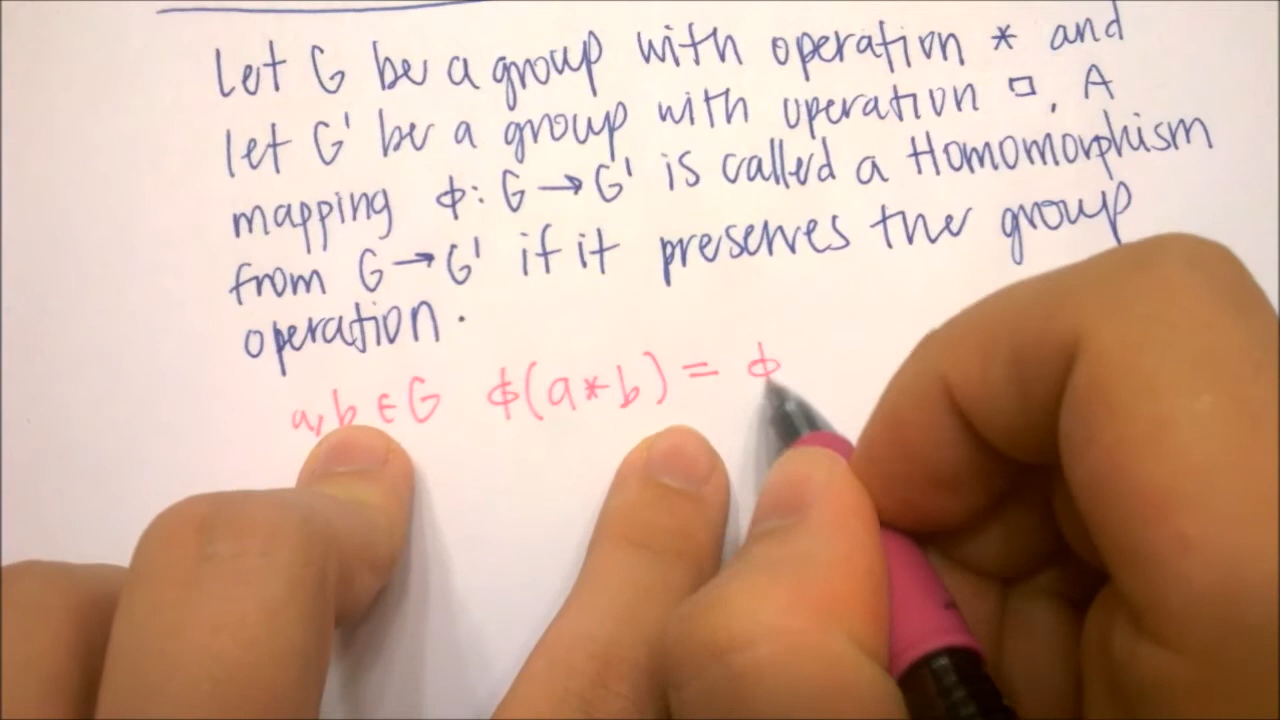 Let G be a group with operation * and
let G' be a group with operation □. A
mapping ϕ: G → G' is called a Homomorphism
from G → G' if it preserves the group
operation.
a, b ∈ G ϕ(a * b) = ϕ